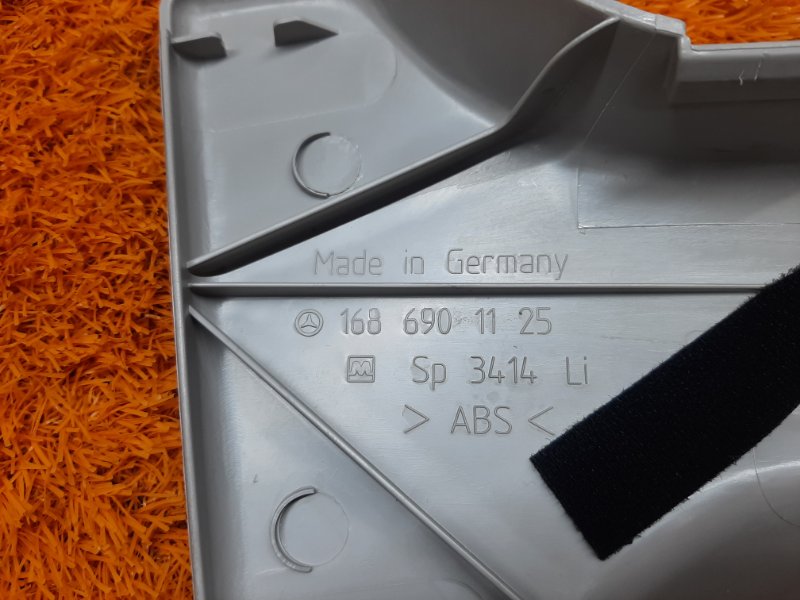 Made in Germany
168 690 11 25
M Sp 3414 Li
> ABS <